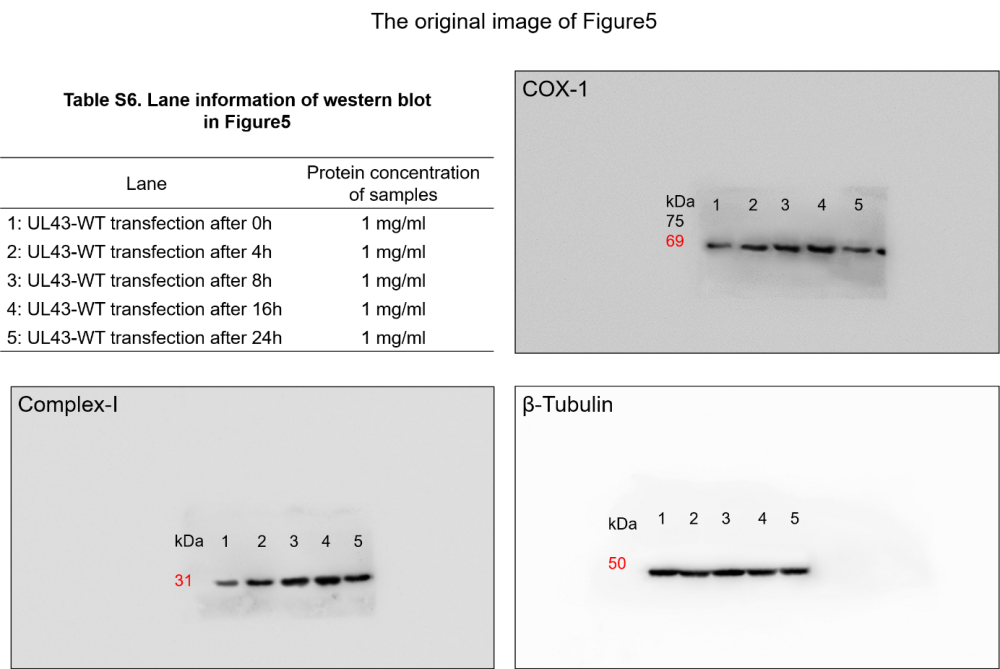 The original image of Figure5
Table S6. Lane information of western blot
in Figure5
Lane Protein concentration
of samples
1: UL43-WT transfection after 0h 1 mg/ml
2: UL43-WT transfection after 4h 1 mg/ml
3: UL43-WT transfection after 8h 1 mg/ml
4: UL43-WT transfection after 16h 1 mg/ml
5: UL43-WT transfection after 24h 1 mg/ml
COX-1
kDa 1 2 3 4 5
75
69
Complex-I
kDa 1 2 3 4 5
31
β-Tubulin
kDa 1 2 3 4 5
50